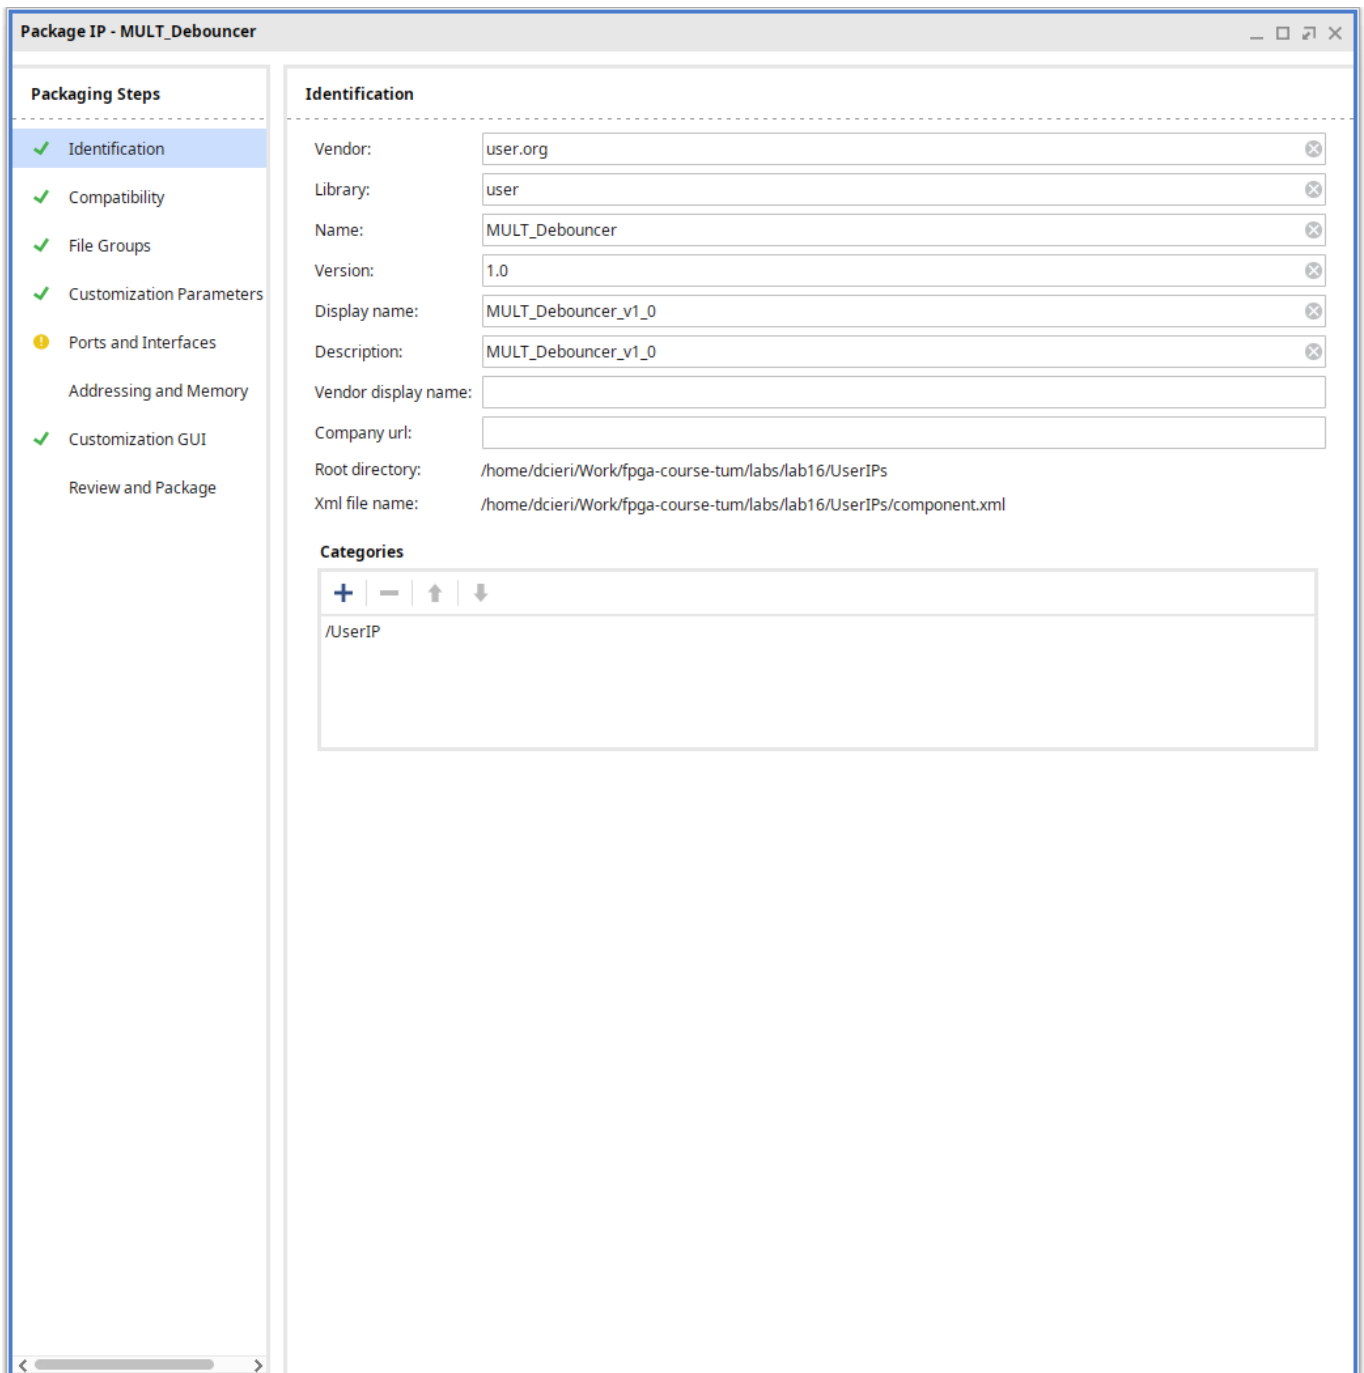 Package IP - MULT_Debouncer
Packaging Steps
Identification
Compatibility
File Groups
Customization Parameters
Ports and Interfaces
Addressing and Memory
Customization GUI
Review and Package
Identification
Vendor: user.org
Library: user
Name: MULT_Debouncer
Version: 1.0
Display name: MULT_Debouncer_v1_0
Description: MULT_Debouncer_v1_0
Vendor display name:
Company url:
Root directory: /home/dcieri/Work/fpga-course-tum/labs/lab16/UserIPs
Xml file name: /home/dcieri/Work/fpga-course-tum/labs/lab16/UserIPs/component.xml
Categories
/UserIP